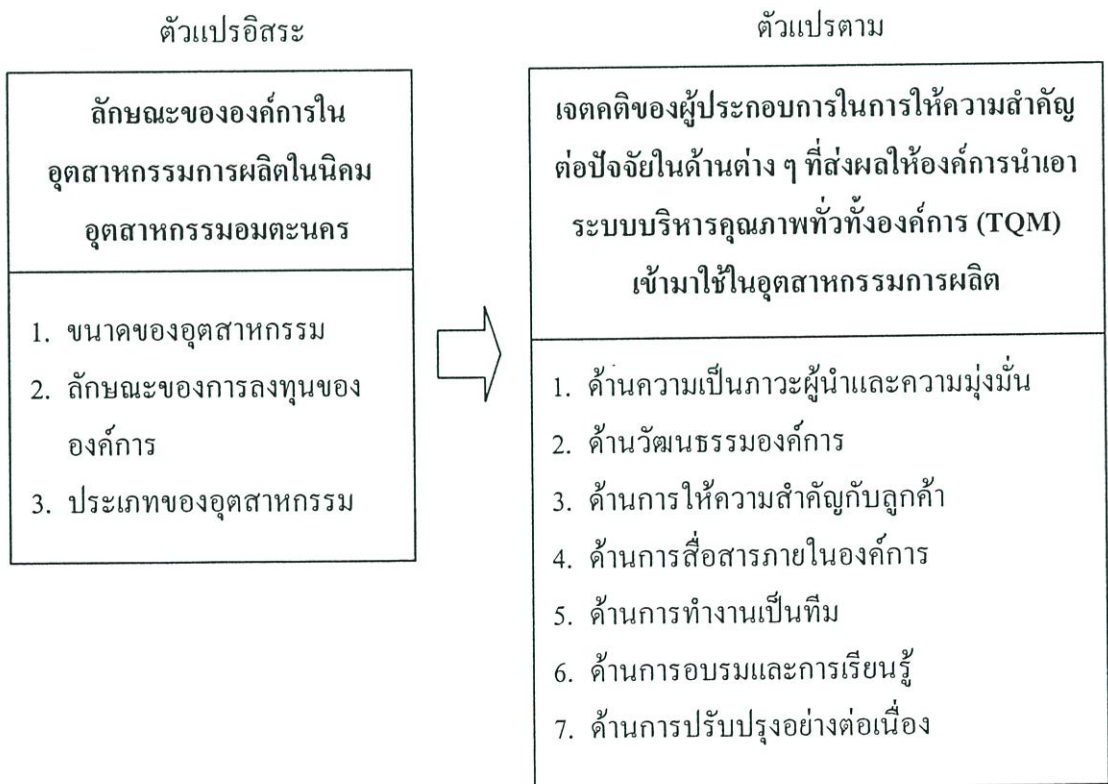 ตัวแปรอิสระ
ลักษณะขององค์การใน
อุตสาหกรรมการผลิตในนิคม
อุตสาหกรรมอมตะนคร
1. ขนาดของอุตสาหกรรม
2. ลักษณะของการลงทุนของ
องค์การ
3. ประเภทของอุตสาหกรรม
ตัวแปรตาม
เจตคติของผู้ประกอบการในการให้ความสำคัญ
ต่อปัจจัยในด้านต่าง ๆ ที่ส่งผลให้องค์การนำเอา
ระบบบริหารคุณภาพทั่วทั้งองค์การ (TQM)
เข้ามาใช้ในอุตสาหกรรมการผลิต
1. ด้านความเป็นภาวะผู้นำและความมุ่งมั่น
2. ด้านวัฒนธรรมองค์การ
3. ด้านการให้ความสำคัญกับลูกค้า
4. ด้านการสื่อสารภายในองค์การ
5. ด้านการทำงานเป็นทีม
6. ด้านการอบรมและการเรียนรู้
7. ด้านการปรับปรุงอย่างต่อเนื่อง